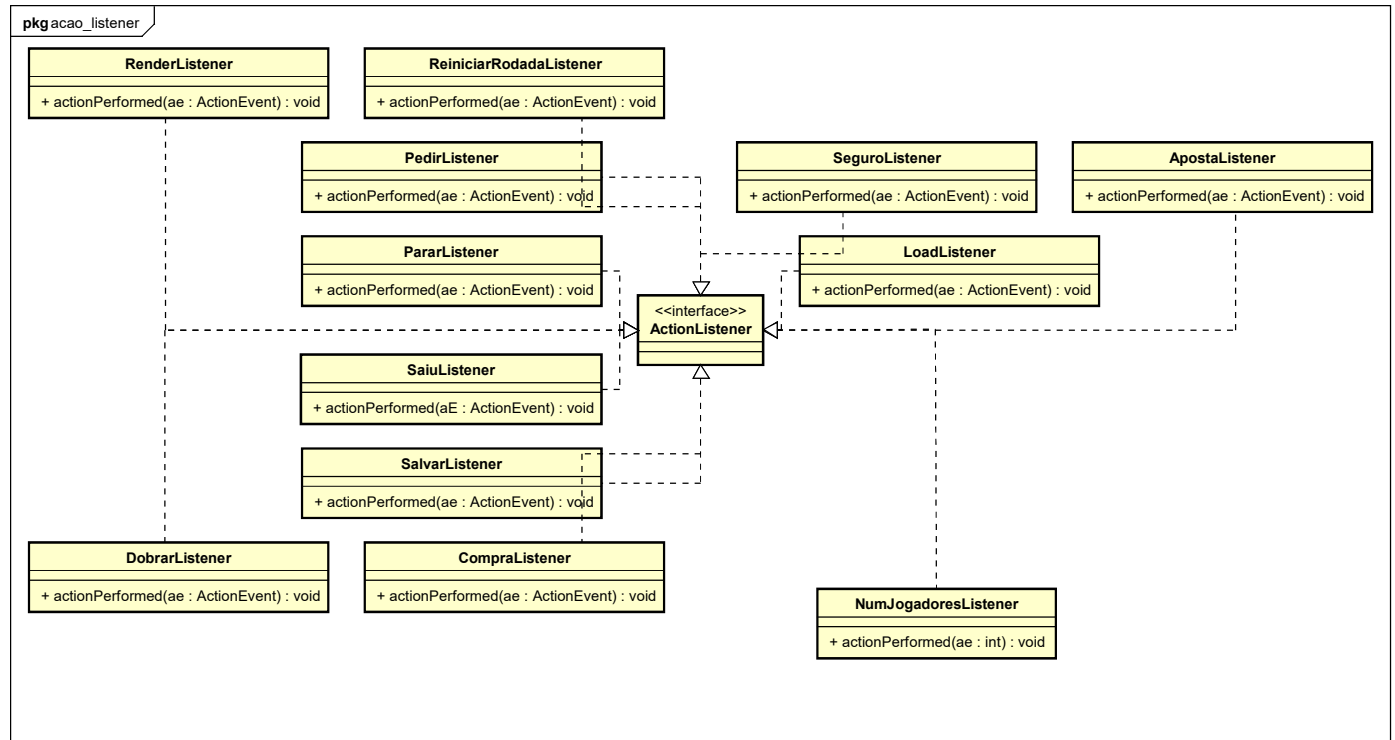 pkg acao_listener
RenderListener
+ actionPerformed(ae : ActionEvent) : void
ReiniciarRodadaListener
+ actionPerformed(ae : ActionEvent) : void
PedirListener
+ actionPerformed(ae : ActionEvent) : void
SeguroListener
+ actionPerformed(ae : ActionEvent) : void
ApostaListener
+ actionPerformed(ae : ActionEvent) : void
PararListener
+ actionPerformed(ae : ActionEvent) : void
LoadListener
+ actionPerformed(ae : ActionEvent) : void
<<interface>>
ActionListener
SaiuListener
+ actionPerformed(aE : ActionEvent) : void
SalvarListener
+ actionPerformed(ae : ActionEvent) : void
DobrarListener
+ actionPerformed(ae : ActionEvent) : void
CompraListener
+ actionPerformed(ae : ActionEvent) : void
NumJogadoresListener
+ actionPerformed(ae : int) : void